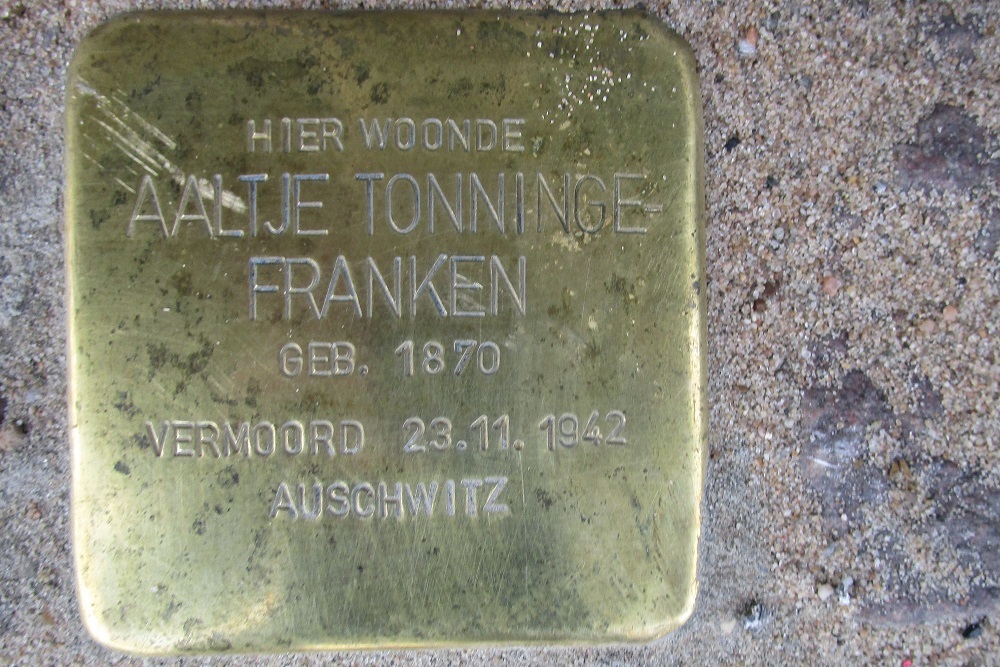 HIER WOONDE
AALTJE TONNINGE-
FRANKEN
GEB. 1870
VERMOORD 23.11.1942
AUSCHWITZ